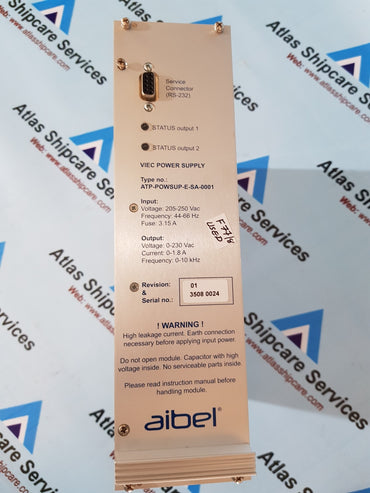 Service
Connector
(RS-232)
STATUS output 1
STATUS output 2
VIEC POWER SUPPLY
Type no.:
ATP-POWSUP-E-SA-0001
Input:
Voltage: 205-250 Vac
Frequency: 44-66 Hz
Fuse: 3.15 A
USED
Output:
Voltage: 0-230 Vac
Current: 0-1.8 A
Frequency: 0-10 kHz
Revision: 01
&
Serial no.: 3508 0024
! WARNING !
High leakage current. Earth connection
necessary before applying input power.
Do not open module. Capacitor with high
voltage inside. No serviceable parts inside.
Please read instruction manual before
handling module.
aibel®
Atlas Shipcare Services
www.atlasshipcare.com